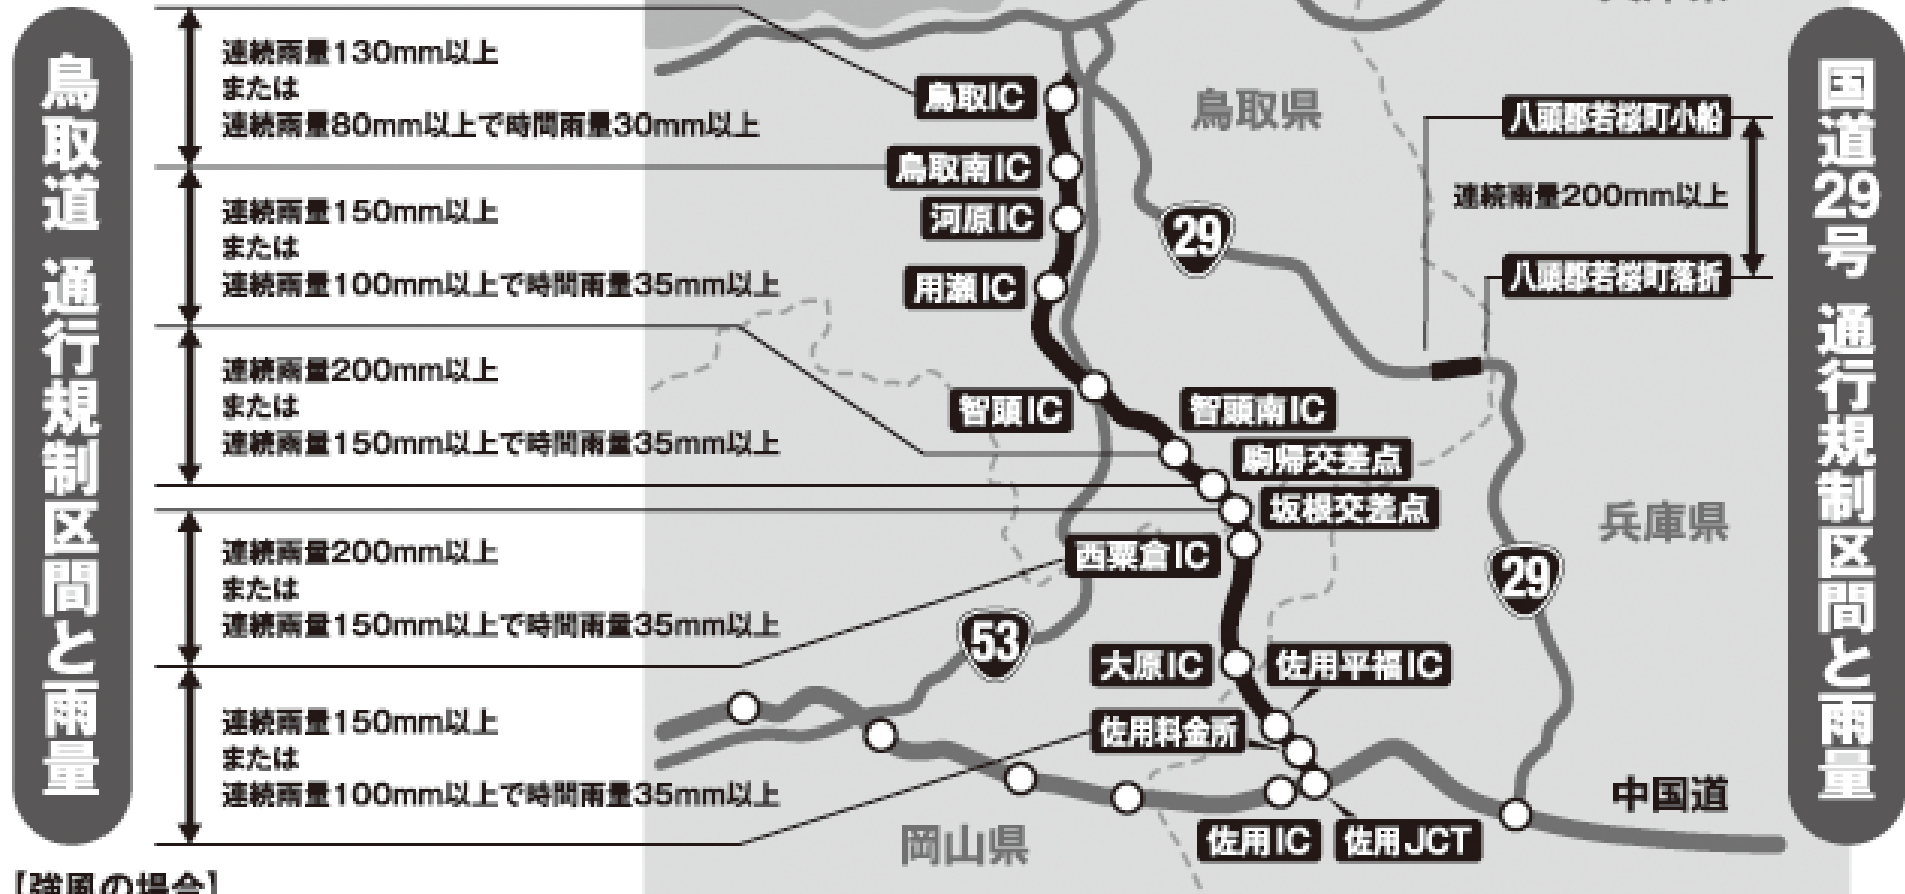 鳥取道 通行規制区間と雨量
連続雨量130mm以上
または
連続雨量80mm以上で時間雨量30mm以上
連続雨量150mm以上
または
連続雨量100mm以上で時間雨量35mm以上
連続雨量200mm以上
または
連続雨量150mm以上で時間雨量35mm以上
連続雨量200mm以上
または
連続雨量150mm以上で時間雨量35mm以上
連続雨量150mm以上
または
連続雨量100mm以上で時間雨量35mm以上
[強風の場合]
鳥取IC
鳥取南IC
河原IC
用瀬IC
智頭IC
智頭南IC
駒帰交差点
坂根交差点
西粟倉IC
大原IC
佐用平福IC
佐用料金所
佐用IC
佐用JCT
鳥取県
兵庫県
岡山県
中国道
29
29
53
八頭郡若桜町小船
連続雨量200mm以上
八頭郡若桜町落折
国道29号 通行規制区間と雨量